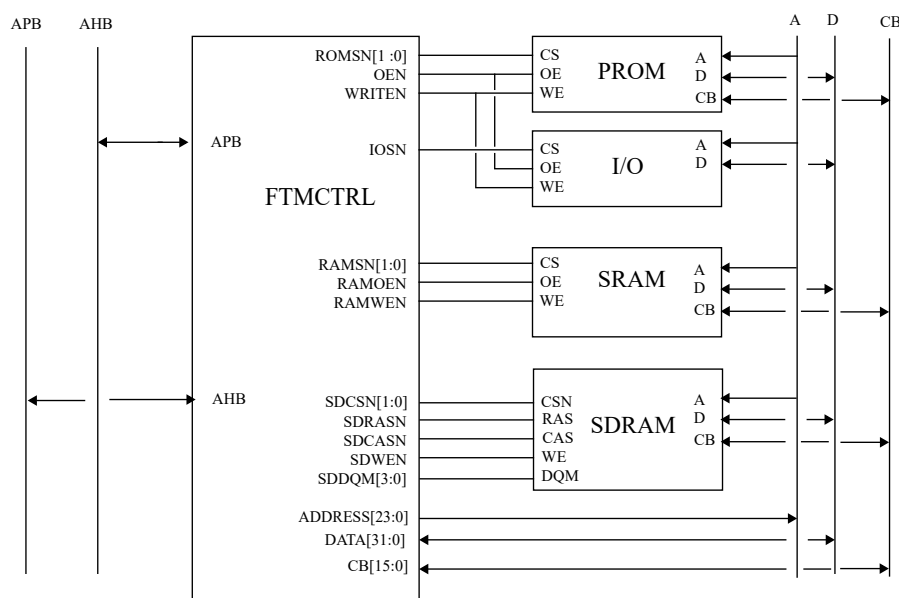 APB AHB A D CB
ROMSN[1 :0] CS A
OEN OE PROM D
WRITEN WE CB
APB IOSN CS A
OE I/O D
WE
FTMCTRL
RAMSN[1:0] CS A
RAMOEN OE SRAM D
RAMWEN WE CB
AHB SDCSN[1:0] CSN A
SDRASN RAS SDRAM D
SDCASN CAS CB
SDWEN WE
SDDQM[3:0] DQM
ADDRESS[23:0]
DATA[31:0]
CB[15:0]